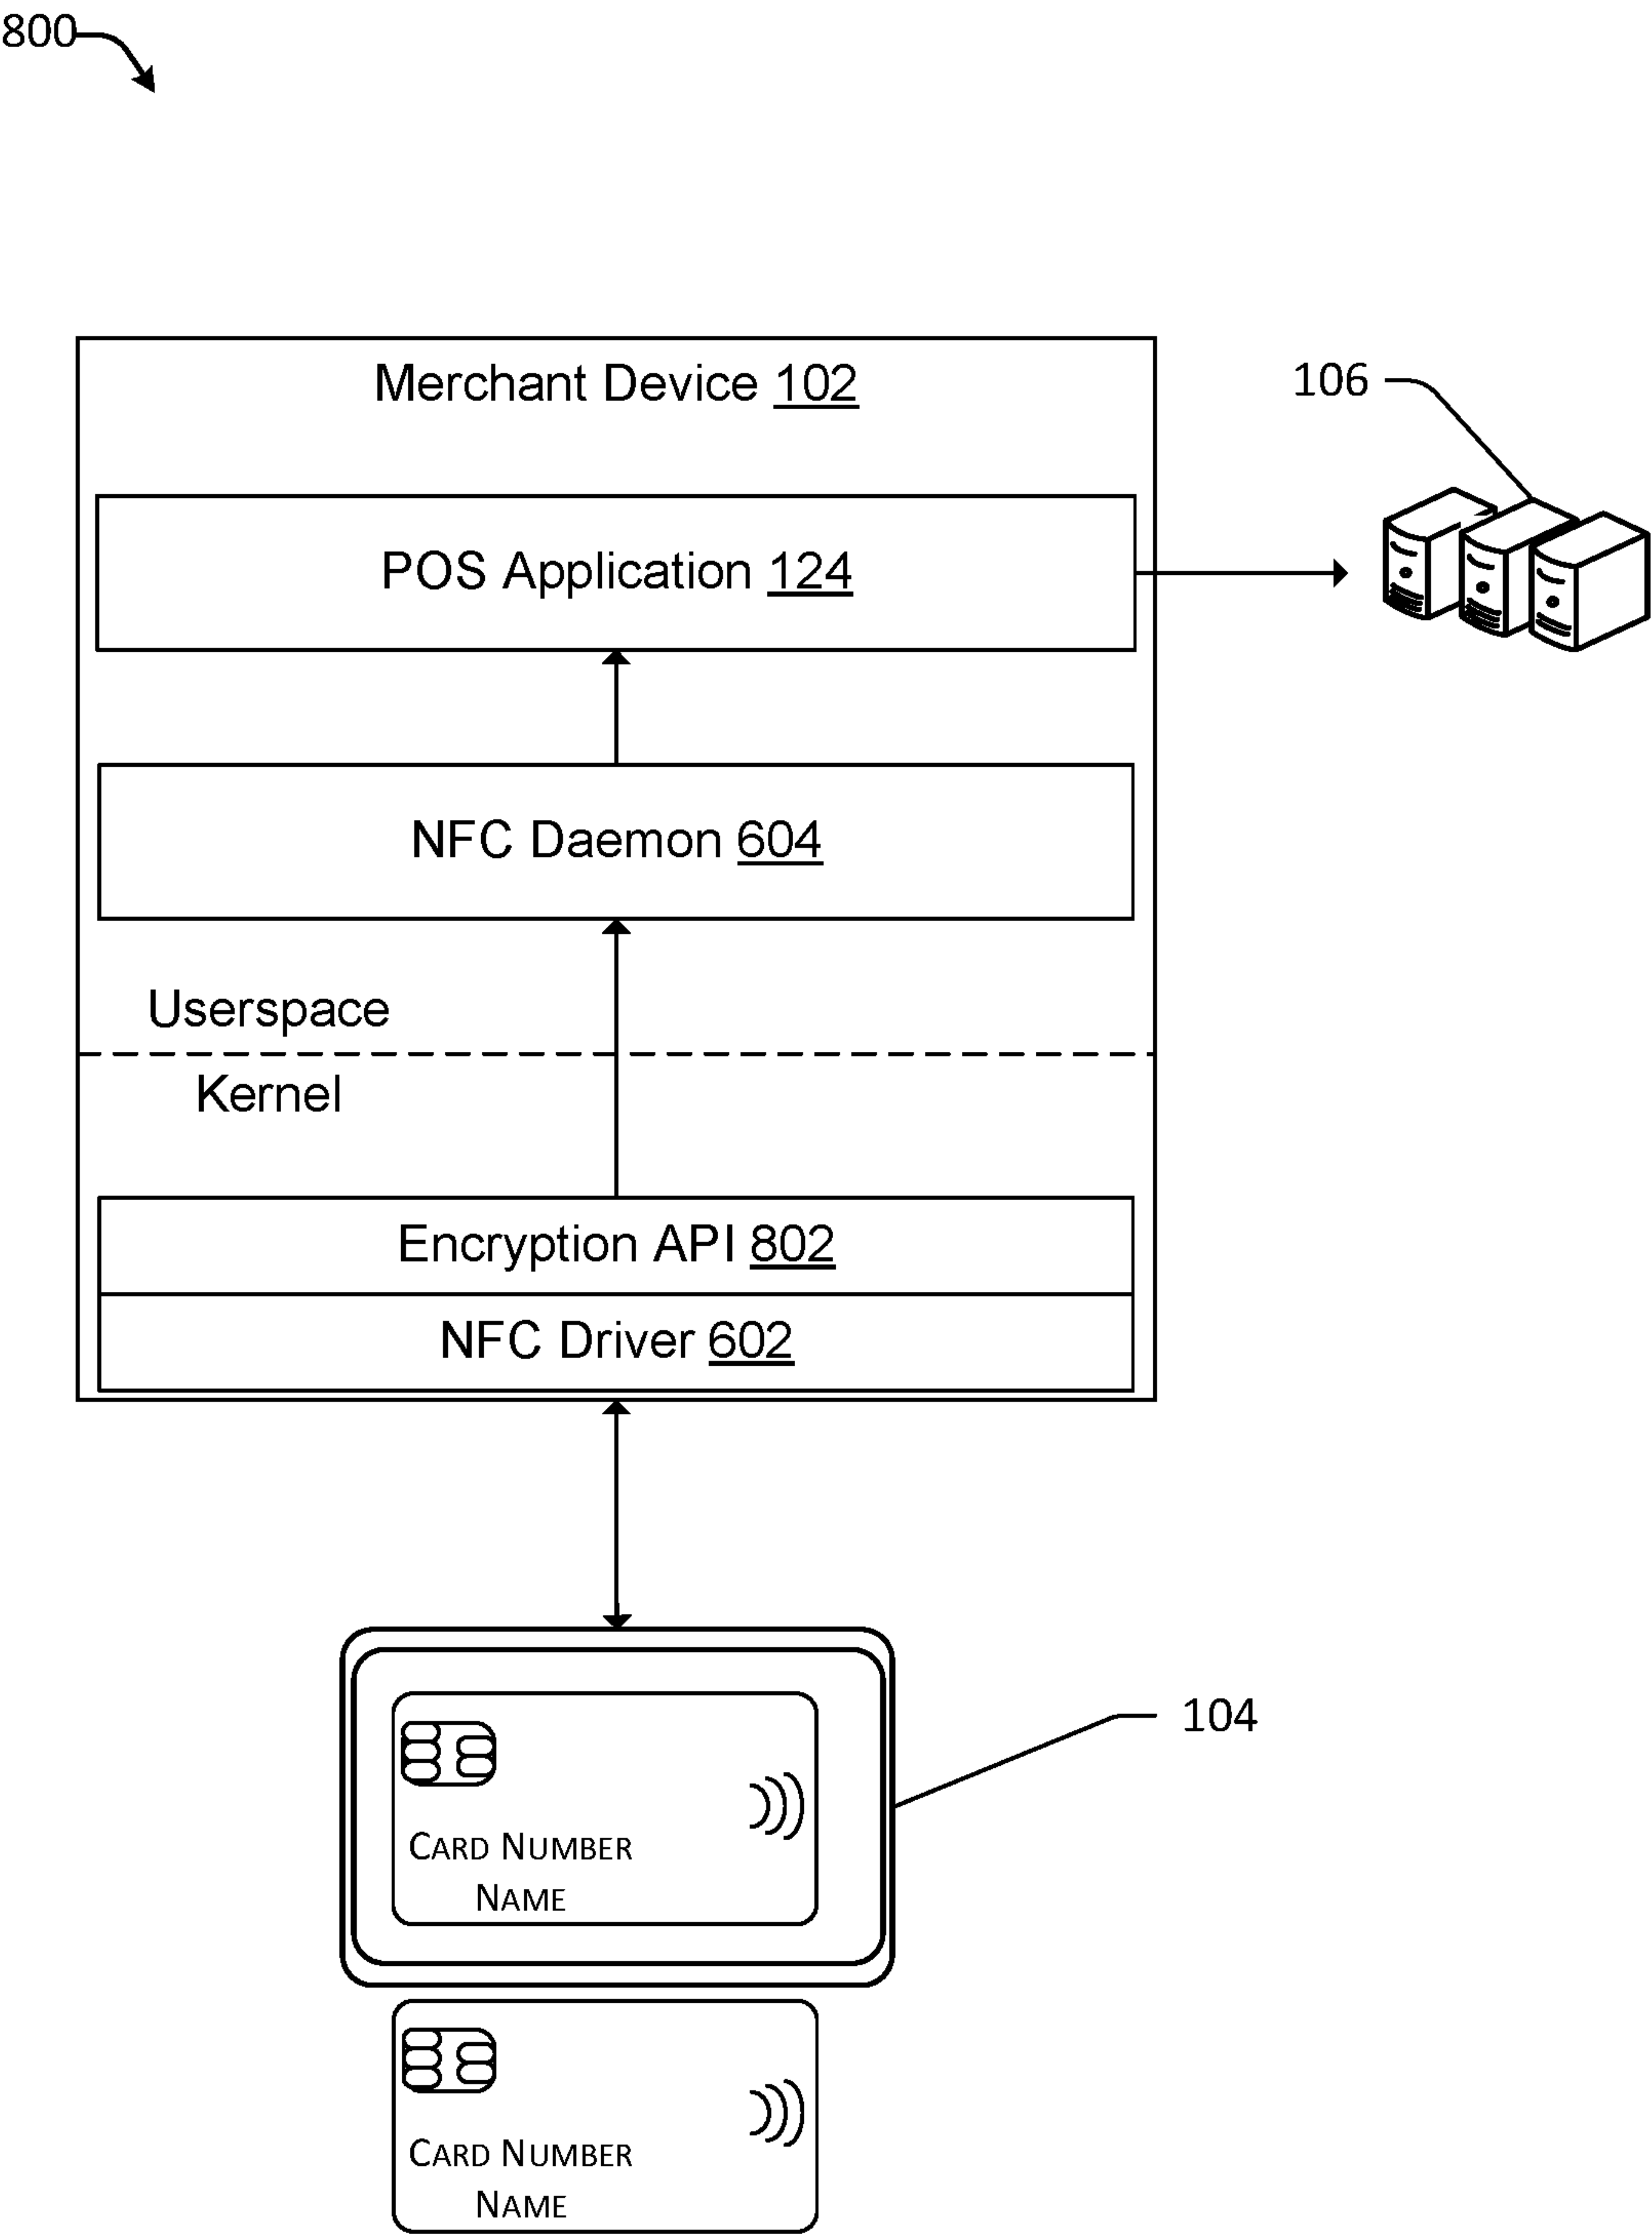 800
Merchant Device 102
106
POS Application 124
NFC Daemon 604
Userspace
Kernel
Encryption API 802
NFC Driver 602
104
CARD NUMBER
NAME
CARD NUMBER
NAME